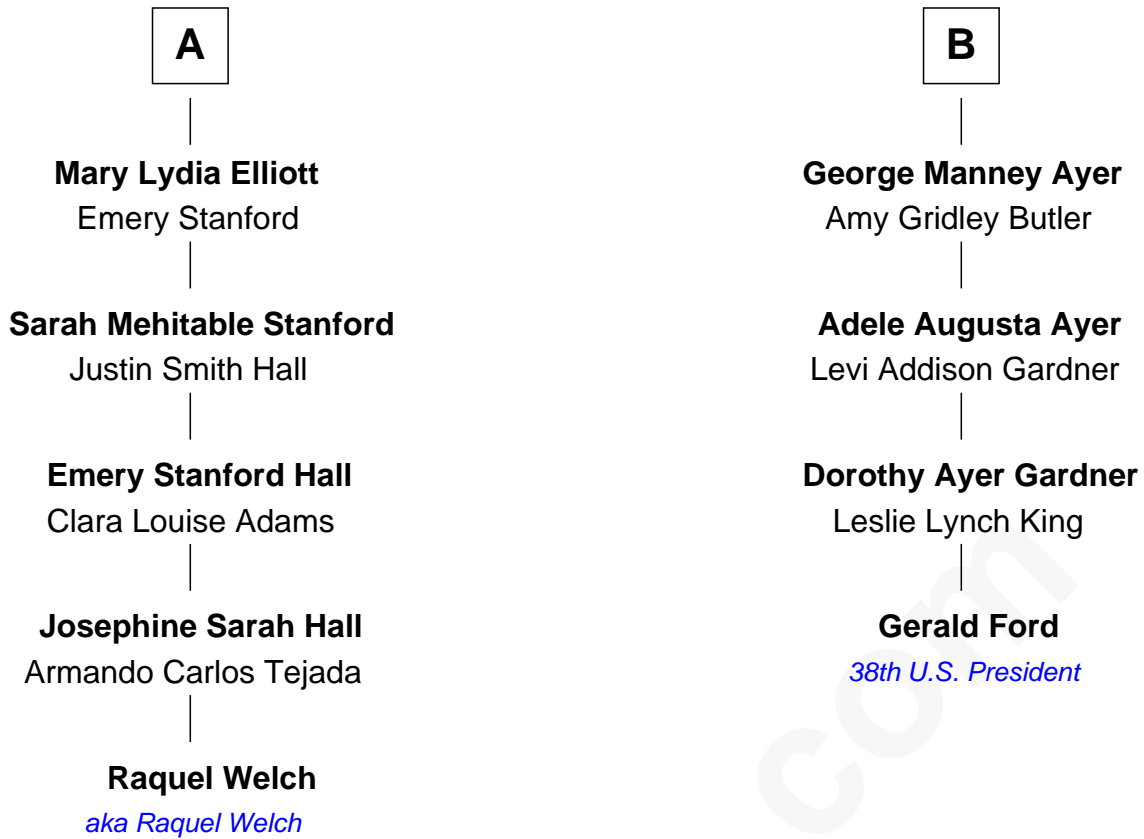 A
Mary Lydia Elliott
Emery Stanford
Sarah Mehitable Stanford
Justin Smith Hall
Emery Stanford Hall
Clara Louise Adams
Josephine Sarah Hall
Armando Carlos Tejada
Raquel Welch
aka Raquel Welch
B
George Manney Ayer
Amy Gridley Butler
Adele Augusta Ayer
Levi Addison Gardner
Dorothy Ayer Gardner
Leslie Lynch King
Gerald Ford
38th U.S. President
com